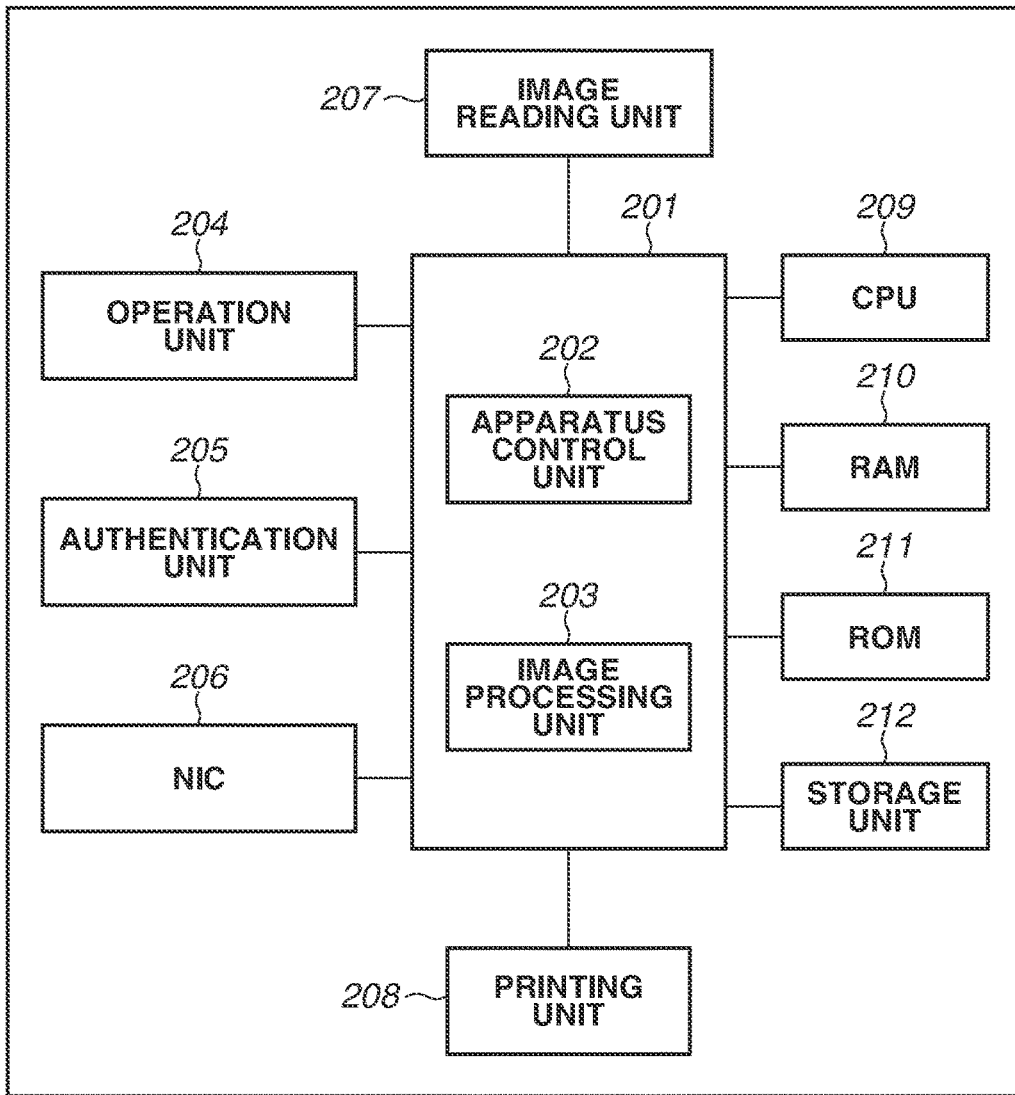 IMAGE
READING UNIT
207
201
209
204
OPERATION
UNIT
CPU
202
210
APPARATUS
CONTROL
UNIT
RAM
205
AUTHENTICATION
UNIT
211
203
ROM
IMAGE
PROCESSING
UNIT
206
NIC
212
STORAGE
UNIT
PRINTING
UNIT
208